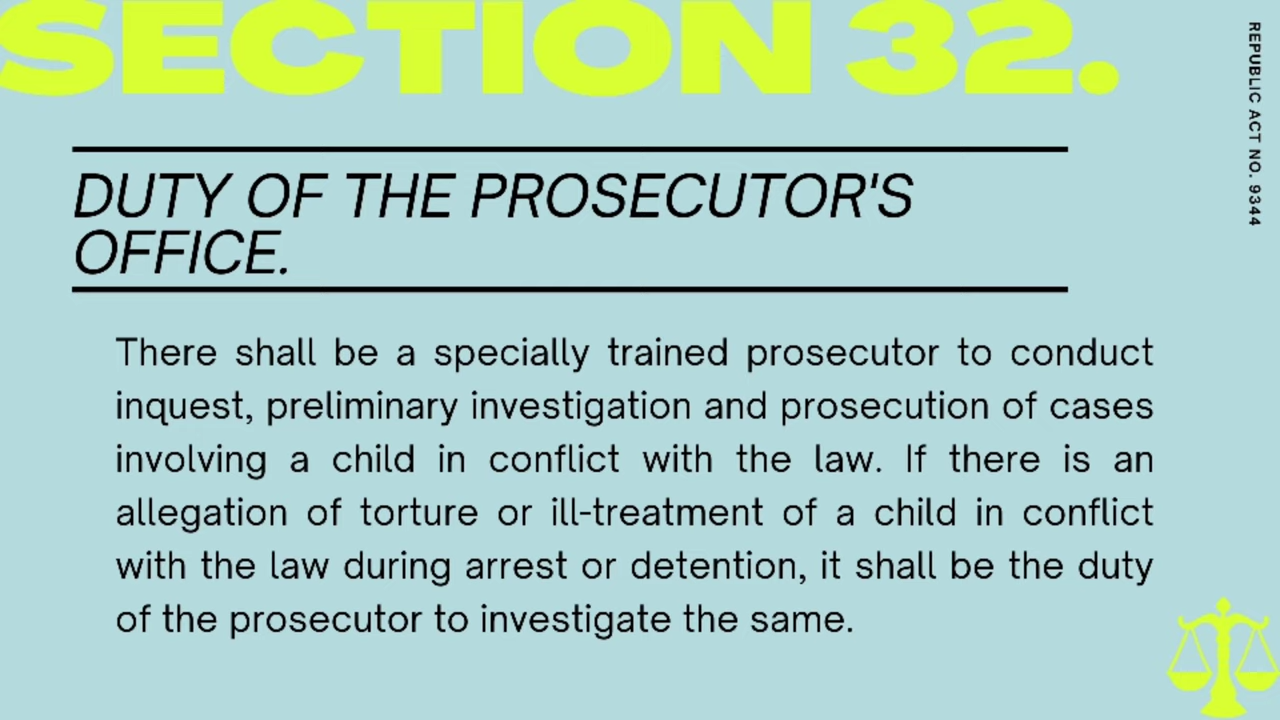 SECTION 32.
REPUBLIC ACT NO. 9344
DUTY OF THE PROSECUTOR'S
OFFICE.
There shall be a specially trained prosecutor to conduct
inquest, preliminary investigation and prosecution of cases
involving a child in conflict with the law. If there is an
allegation of torture or ill-treatment of a child in conflict
with the law during arrest or detention, it shall be the duty
of the prosecutor to investigate the same.